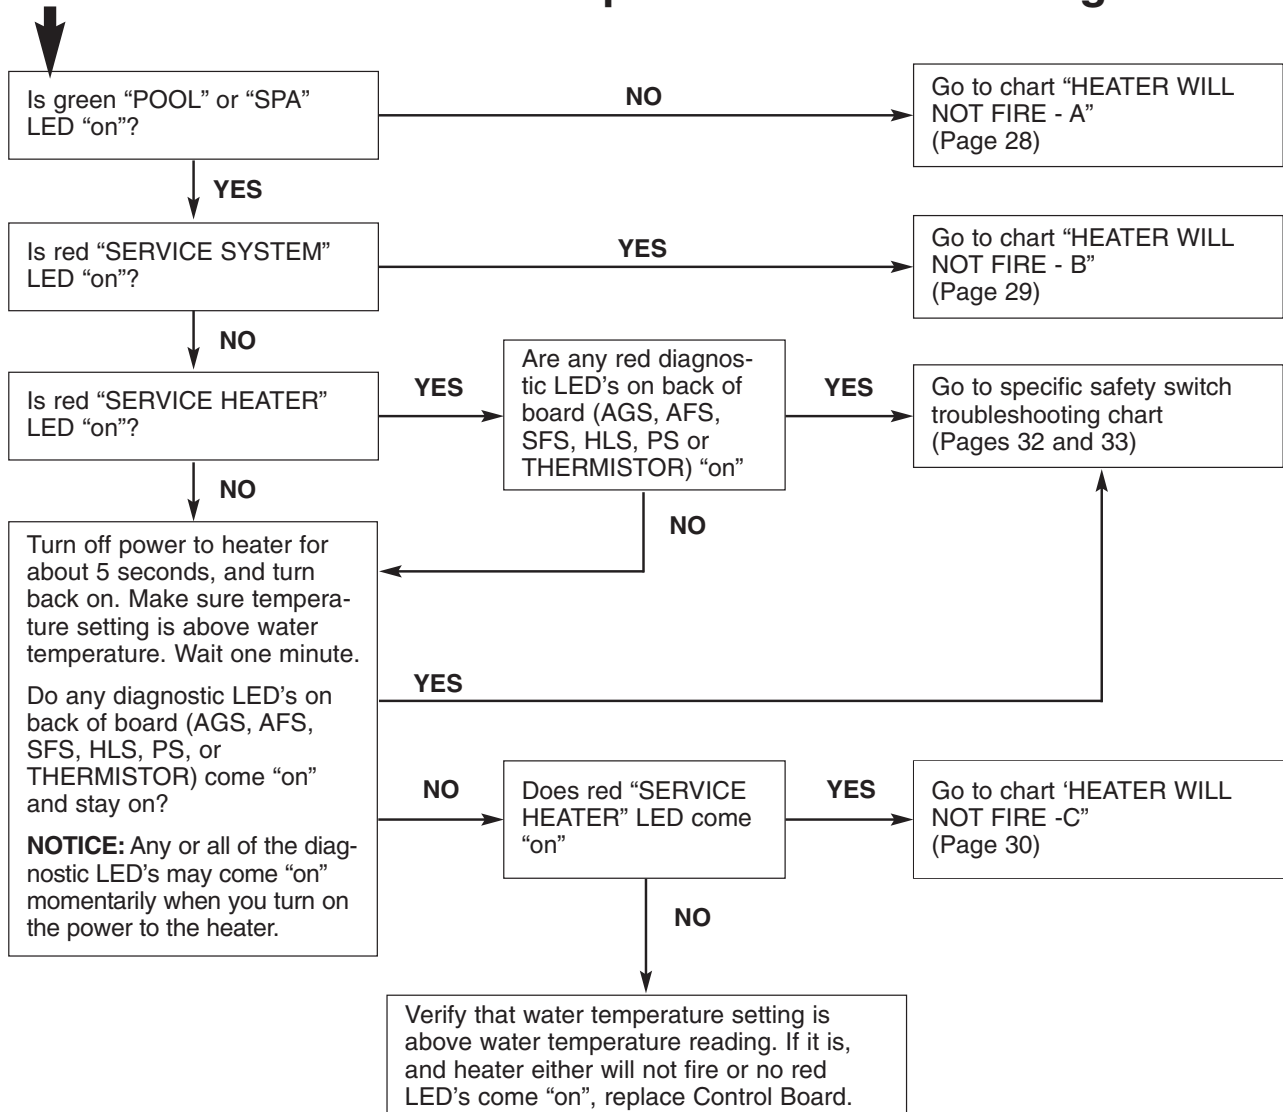 Is green “POOL” or “SPA”
LED “on”?
NO
Go to chart “HEATER WILL
NOT FIRE - A”
(Page 28)
YES
Is red “SERVICE SYSTEM”
LED “on”?
YES
Go to chart “HEATER WILL
NOT FIRE - B”
(Page 29)
NO
Is red “SERVICE HEATER”
LED “on”?
YES
Are any red diagnos-
tic LED's on back of
board (AGS, AFS,
SFS, HLS, PS or
THERMISTOR) “on”
YES
Go to specific safety switch
troubleshooting chart
(Pages 32 and 33)
NO
NO
Turn off power to heater for
about 5 seconds, and turn
back on. Make sure tempera-
ture setting is above water
temperature. Wait one minute.
Do any diagnostic LED's on
back of board (AGS, AFS,
SFS, HLS, PS, or
THERMISTOR) come “on”
and stay on?
NOTICE: Any or all of the diag-
nostic LED's may come “on”
momentarily when you turn on
the power to the heater.
YES
NO
Does red “SERVICE
HEATER” LED come
“on”
YES
Go to chart ‘HEATER WILL
NOT FIRE -C”
(Page 30)
NO
Verify that water temperature setting is
above water temperature reading. If it is,
and heater either will not fire or no red
LED's come “on”, replace Control Board.